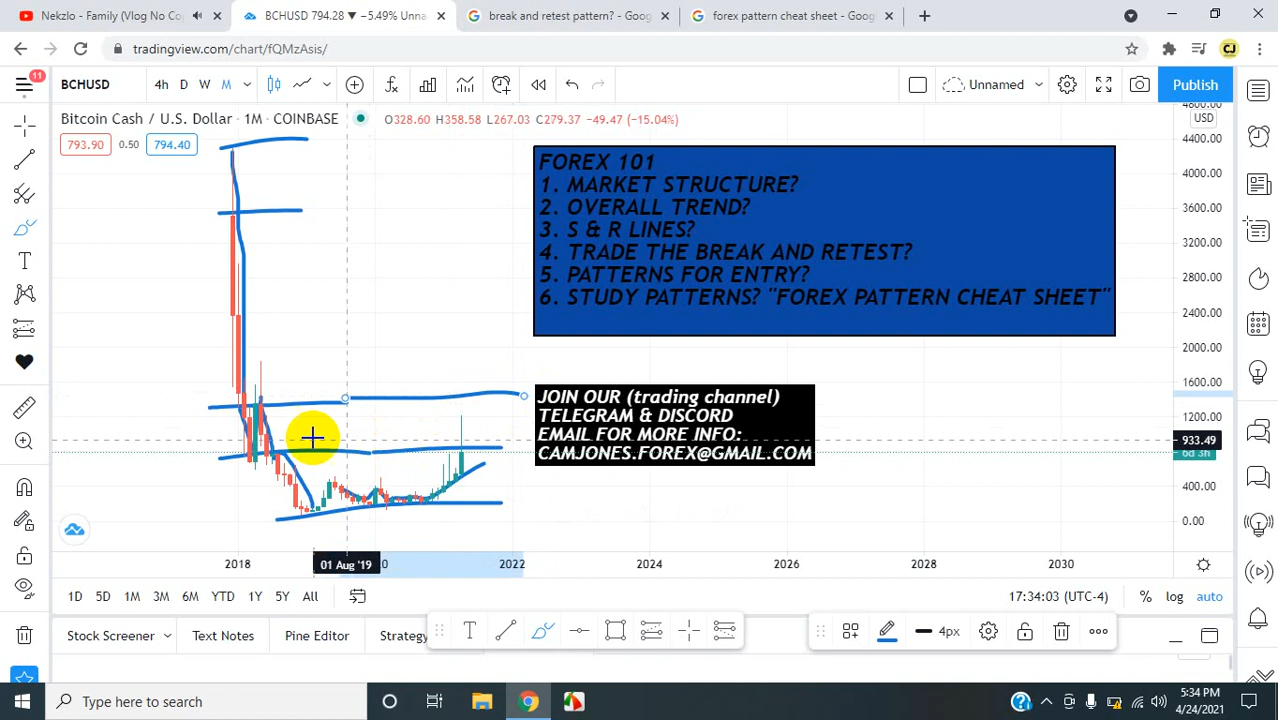 Nekzlo - Family (Vlog No Co
BCHUSD 794.28 ▼ −5.49% Unna
break and retest pattern? - Goog
forex pattern cheat sheet - Goog
tradingview.com/chart/fQMzAsis/
CJ
11
BCHUSD
4h D W M
Unnamed
Publish
Bitcoin Cash / U.S. Dollar · 1M · COINBASE
O328.60 H358.58 L267.03 C279.37 −49.47 (−15.04%)
793.90 0.50 794.40
4800.00
USD
4400.00
4000.00
3600.00
3200.00
2800.00
2400.00
2000.00
1600.00
1200.00
933.49
6d 3h
400.00
0.00
FOREX 101
1. MARKET STRUCTURE?
2. OVERALL TREND?
3. S & R LINES?
4. TRADE THE BREAK AND RETEST?
5. PATTERNS FOR ENTRY?
6. STUDY PATTERNS? "FOREX PATTERN CHEAT SHEET"
JOIN OUR (trading channel)
TELEGRAM & DISCORD
EMAIL FOR MORE INFO:
CAMJONES.FOREX@GMAIL.COM
2018 01 Aug '19 2022 2024 2026 2028 2030
1D 5D 1M 3M 6M YTD 1Y 5Y All
17:34:03 (UTC-4) % log auto
Stock Screener Text Notes Pine Editor Strategy
4px
Type here to search
5:34 PM
4/24/2021